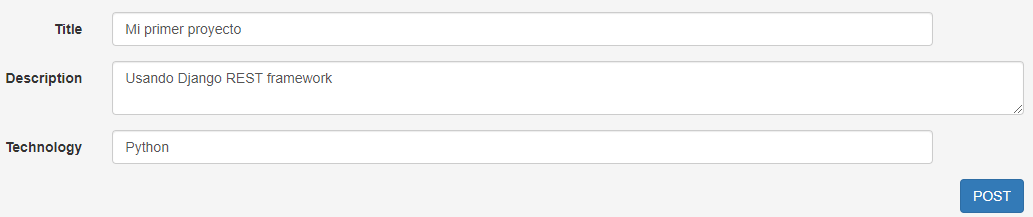 Title Mi primer proyecto
Description Usando Django REST framework
Technology Python
POST